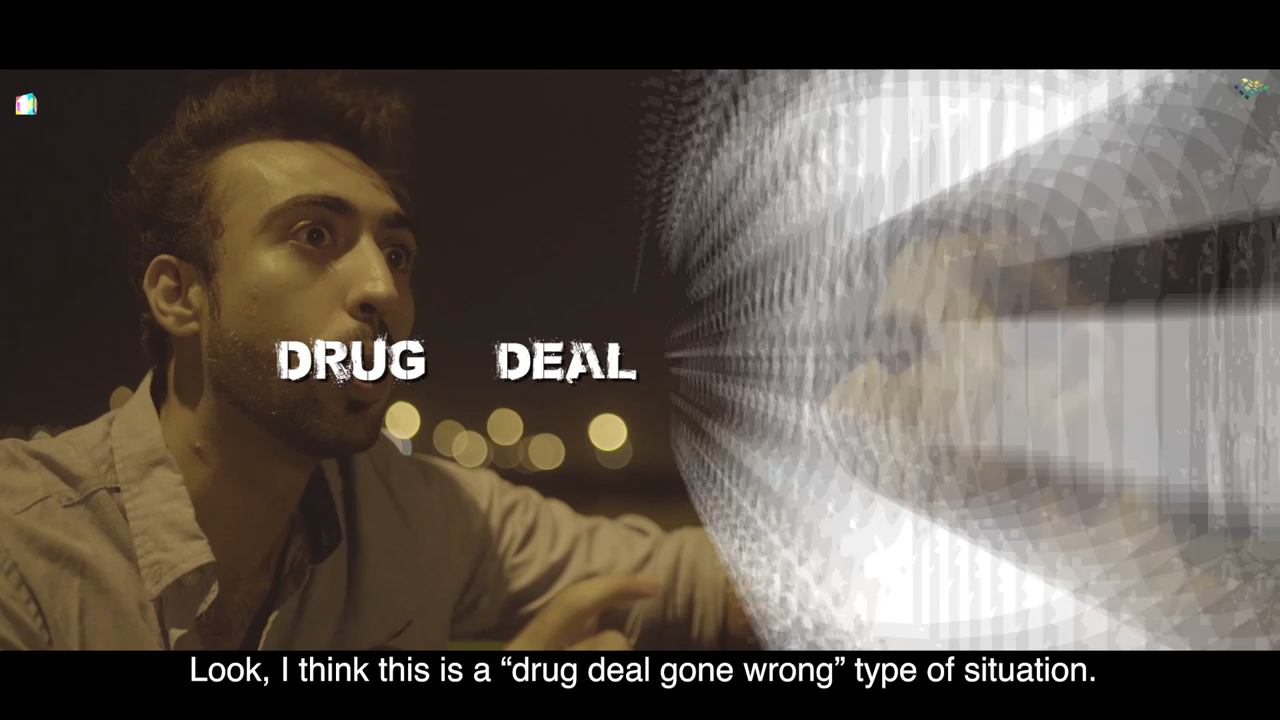 DRUG DEAL
Look, I think this is a “drug deal gone wrong” type of situation.